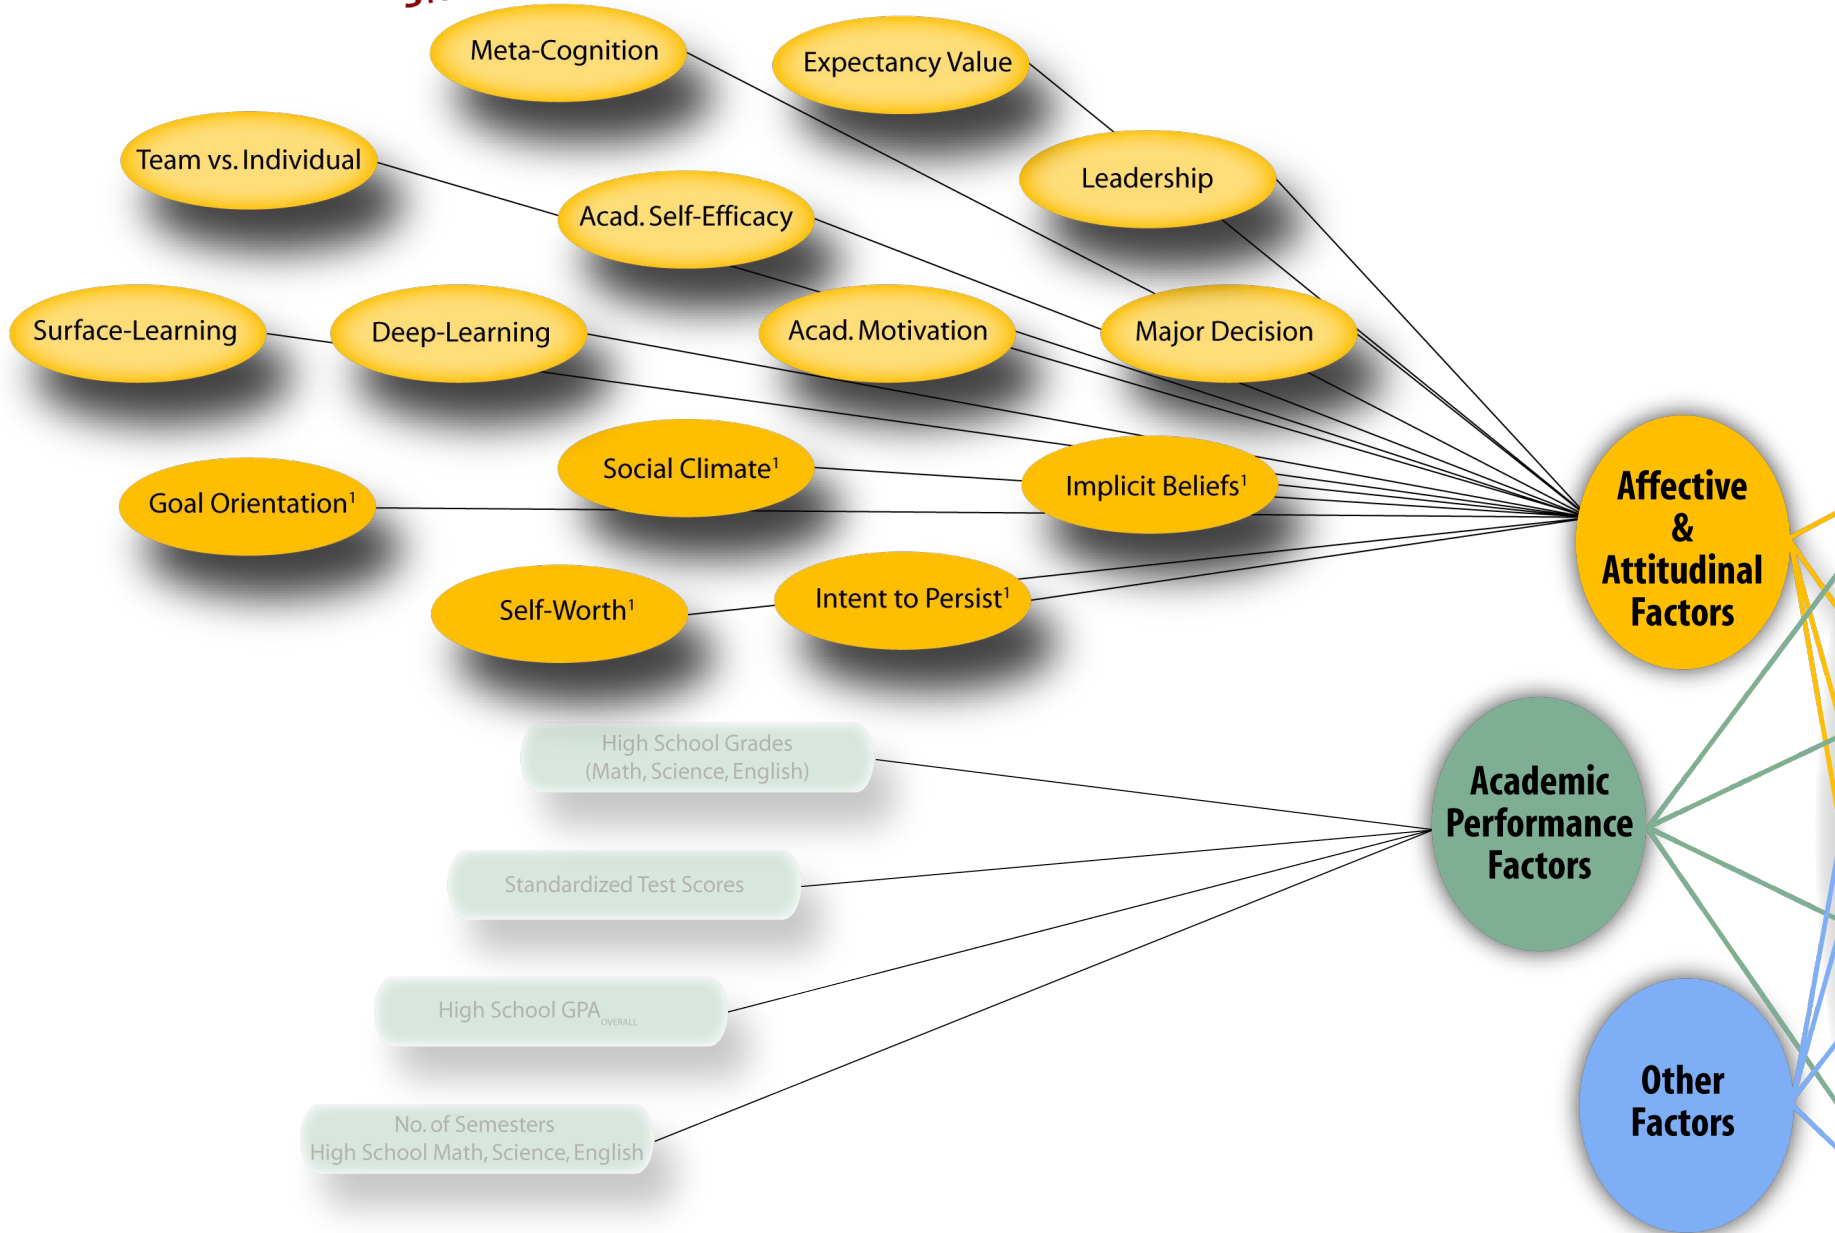 Meta-Cognition
Expectancy Value
Team vs. Individual
Leadership
Acad. Self-Efficacy
Surface-Learning
Deep-Learning
Acad. Motivation
Major Decision
Social Climate¹
Implicit Beliefs¹
Goal Orientation¹
Self-Worth¹
Intent to Persist¹
Affective
&
Attitudinal
Factors
High School Grades
(Math, Science, English)
Standardized Test Scores
High School GPA OVERALL
No. of Semesters
High School Math, Science, English
Academic
Performance
Factors
Other
Factors